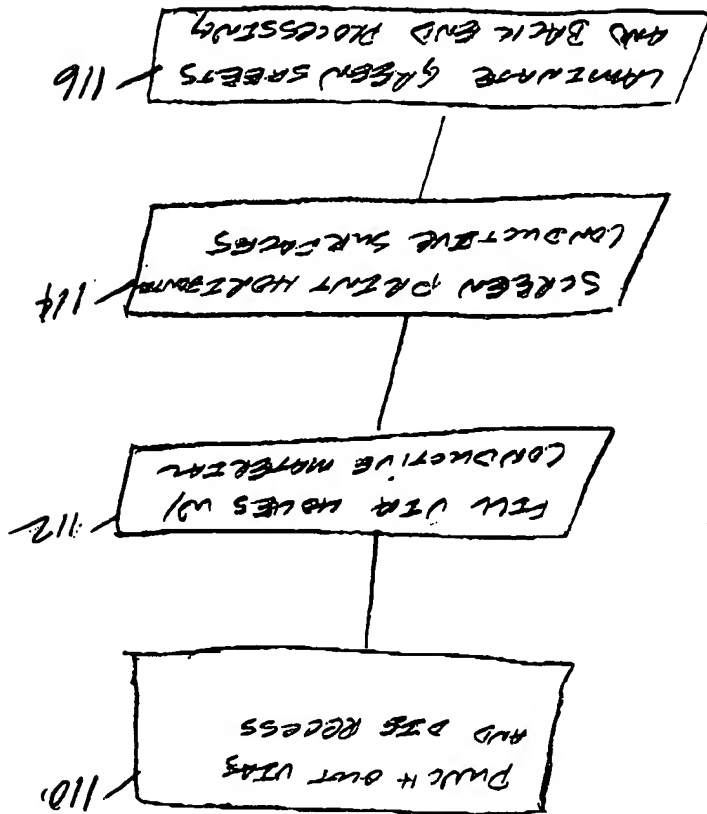 110
PUNCH OUT VIAS
AND DIE RECESS
112
FILL VIA HOLES W/
CONDUCTIVE MATERIAL
114
SCREEN PRINT HORIZONTAL
CONDUCTIVE SURFACES
116
LAMINATE GREEN SHEETS
AND BACK END PROCESSING